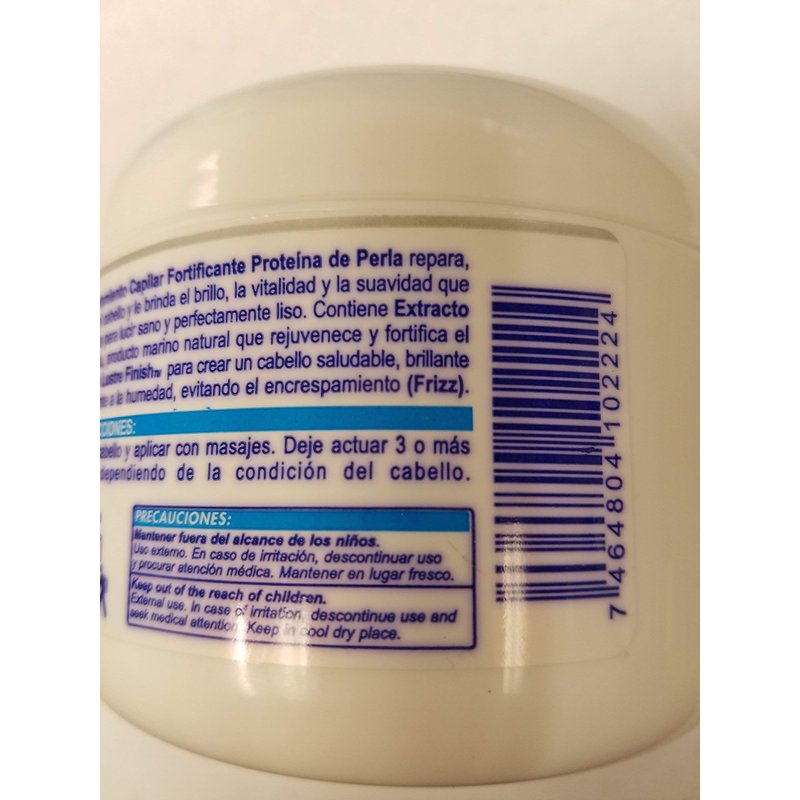 Capilar Fortificante Proteína de Perla repara,
cabello y le brinda el brillo, la vitalidad y la suavidad que
para lucir sano y perfectamente liso. Contiene Extracto
producto marino natural que rejuvenece y fortifica el
Lustre Finish™ para crear un cabello saludable, brillante
a la humedad, evitando el encrespamiento (Frizz).
cabello y aplicar con masajes. Deje actuar 3 o más
dependiendo de la condición del cabello.
PRECAUCIONES:
Mantener fuera del alcance de los niños.
Uso externo. En caso de irritación, descontinuar uso
y procurar atención médica. Mantener en lugar fresco.
Keep out of the reach of children.
External use. In case of irritation, descontinue use and
seek medical attention. Keep in cool dry place.
7 464804 102224